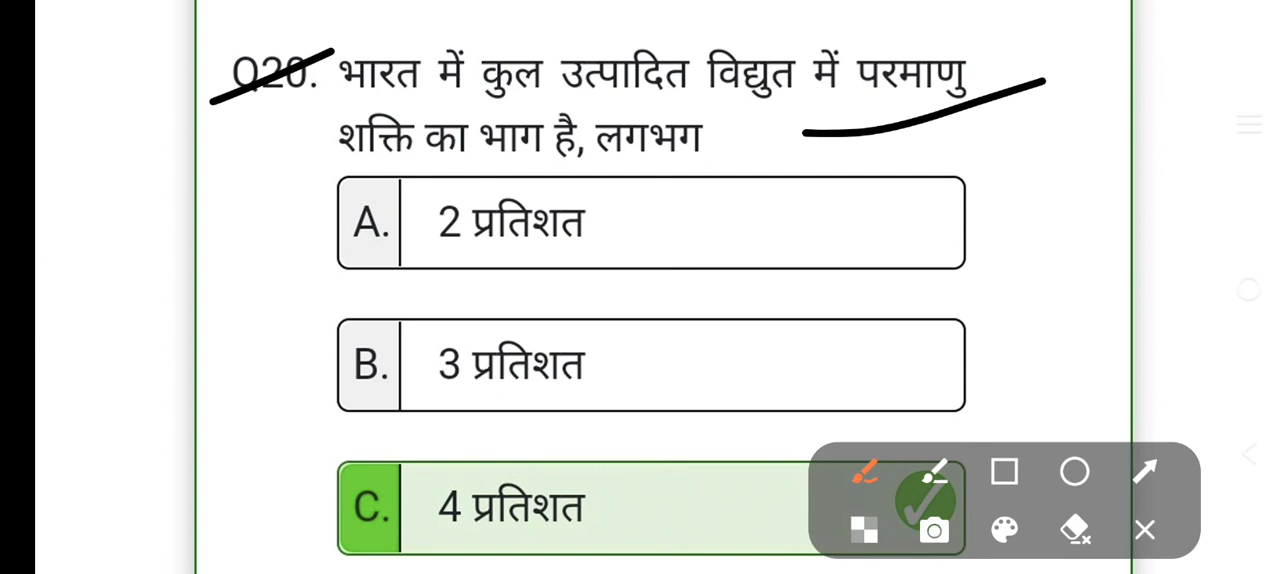 Q20. भारत में कुल उत्पादित विद्युत में परमाणु
शक्ति का भाग है, लगभग
A. 2 प्रतिशत
B. 3 प्रतिशत
C. 4 प्रतिशत